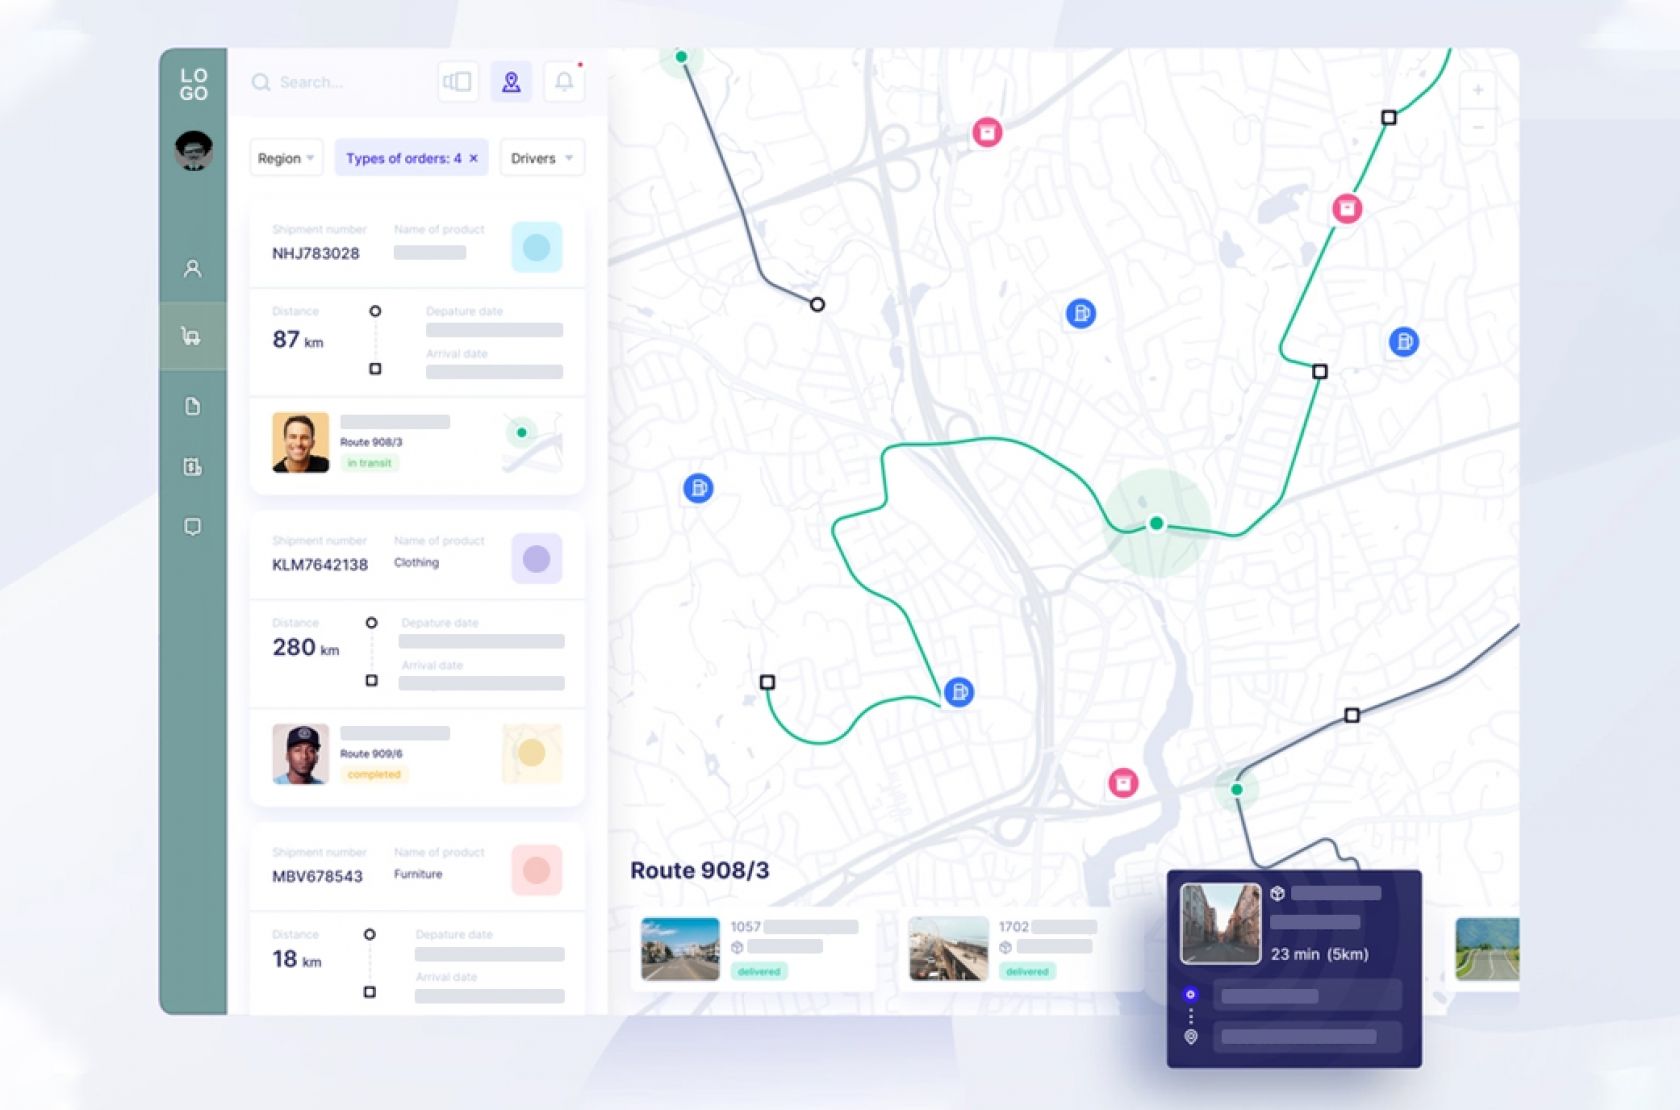 LO
GO
Search...
Region
Types of orders: 4 ×
Drivers
Shipment number
Name of product
NHJ783028
Distance
87 km
Depature date
Arrival date
Route 908/3
in transit
Shipment number
Name of product
KLM7642138
Clothing
Distance
280 km
Depature date
Arrival date
Route 909/6
completed
Shipment number
Name of product
MBV678543
Furniture
Distance
18 km
Depature date
Arrival date
+
−
Route 908/3
1057
delivered
1702
delivered
23 min (5km)